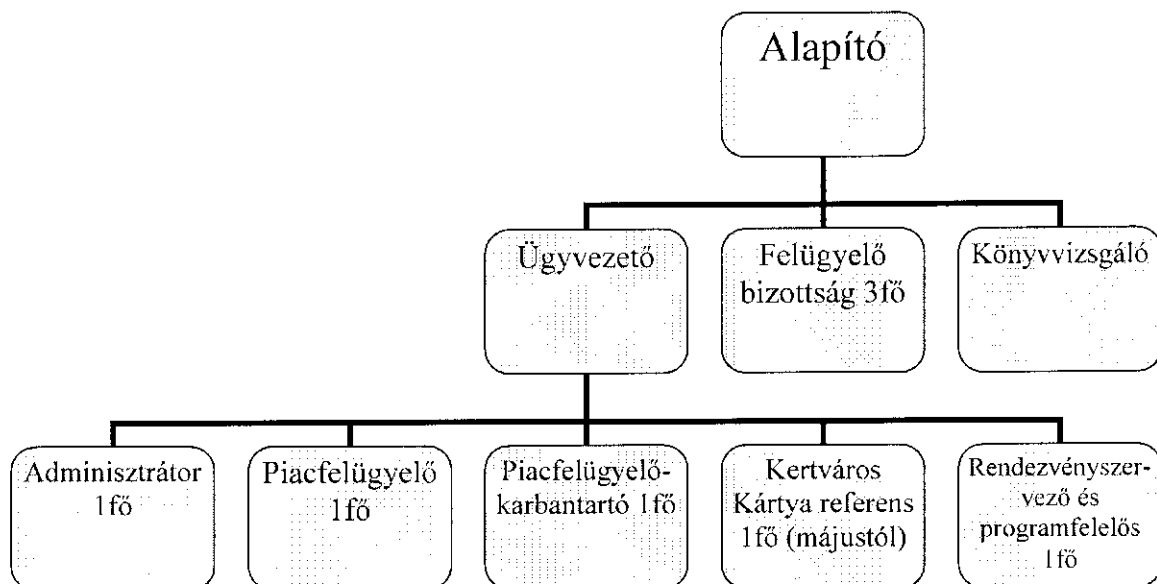 Alapító
Ügyvezető
Felügyelő
bizottság 3fő
Könyvvizsgáló
Adminisztrátor
1fő
Piacfelügyelő
1fő
Piacfelügyelő-
karbantartó 1fő
Kertváros
Kártya referens
1fő (májustól)
Rendezvényszer-
vező és
programfelelős
1fő